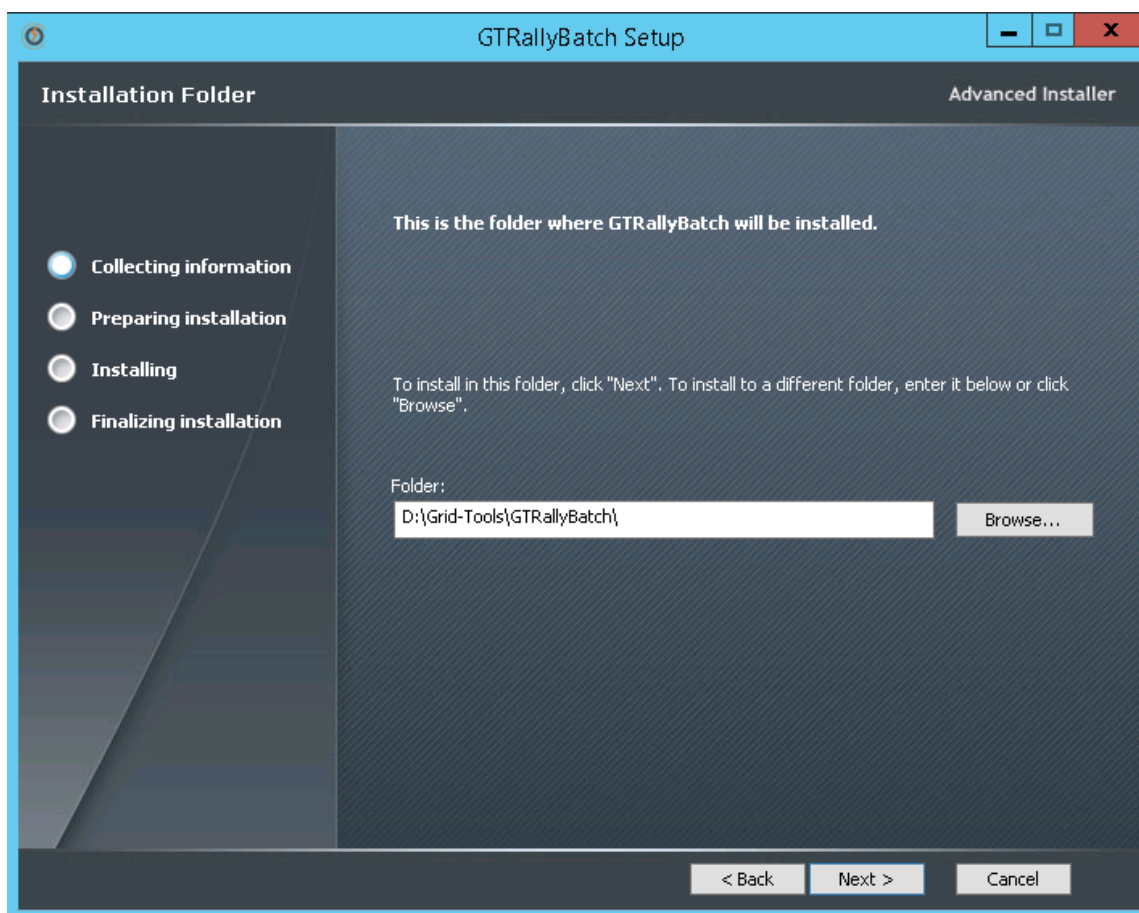 GTRallyBatch Setup
Installation Folder
Advanced Installer
This is the folder where GTRallyBatch will be installed.
Collecting information
Preparing installation
Installing
Finalizing installation
To install in this folder, click "Next". To install to a different folder, enter it below or click
"Browse".
Folder:
D:\Grid-Tools\GTRallyBatch\
Browse...
< Back
Next >
Cancel